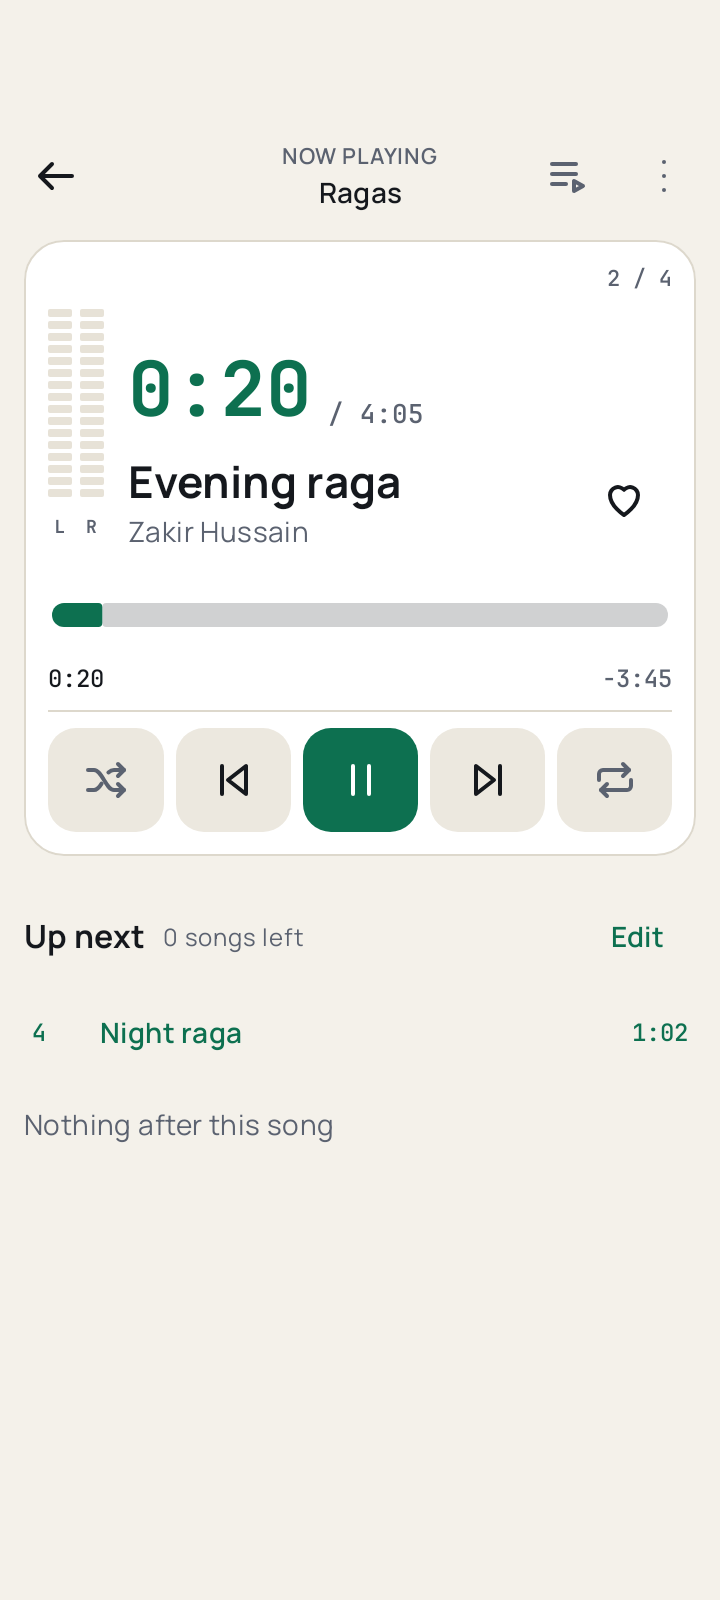 NOW PLAYING
Ragas
2 / 4
0:20 / 4:05
Evening raga
Zakir Hussain
L R
0:20 -3:45
Up next 0 songs left Edit
4 Night raga 1:02
Nothing after this song